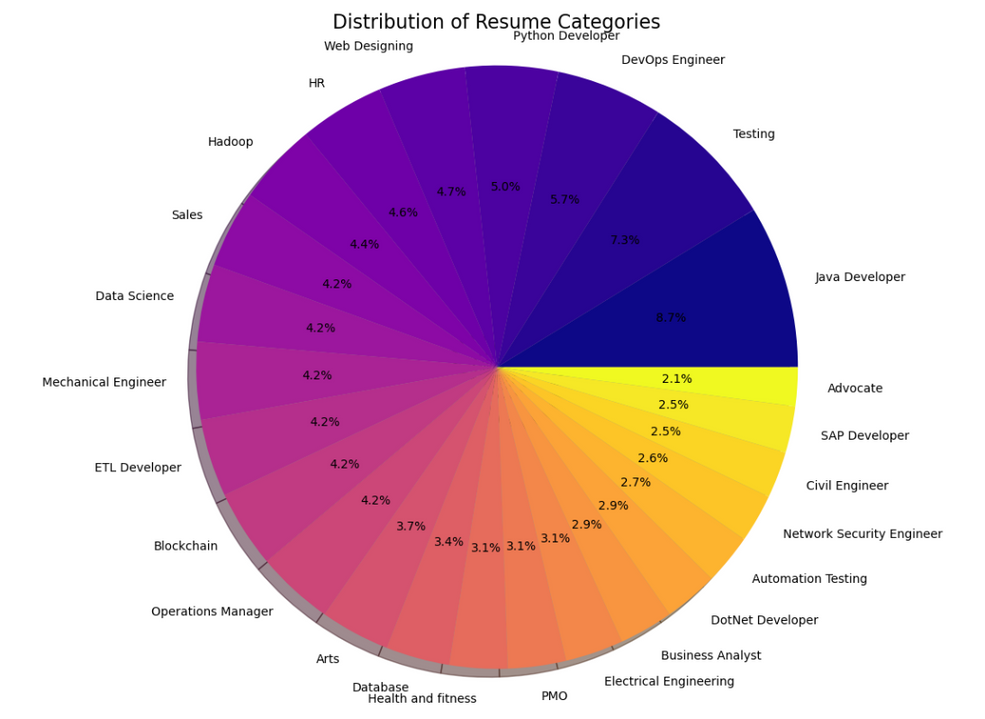 Distribution of Resume Categories
Python Developer
Web Designing
DevOps Engineer
HR
Testing
Hadoop
Sales
Java Developer
Data Science
Mechanical Engineer
Advocate
SAP Developer
ETL Developer
Civil Engineer
Network Security Engineer
Blockchain
Automation Testing
Operations Manager
DotNet Developer
Business Analyst
Arts
Electrical Engineering
Database
PMO
Health and fitness
8.7%
7.3%
5.7%
5.0%
4.7%
4.6%
4.4%
4.2%
4.2%
4.2%
4.2%
4.2%
4.2%
3.7%
3.4%
3.1%
3.1%
3.1%
2.9%
2.9%
2.7%
2.6%
2.5%
2.5%
2.1%